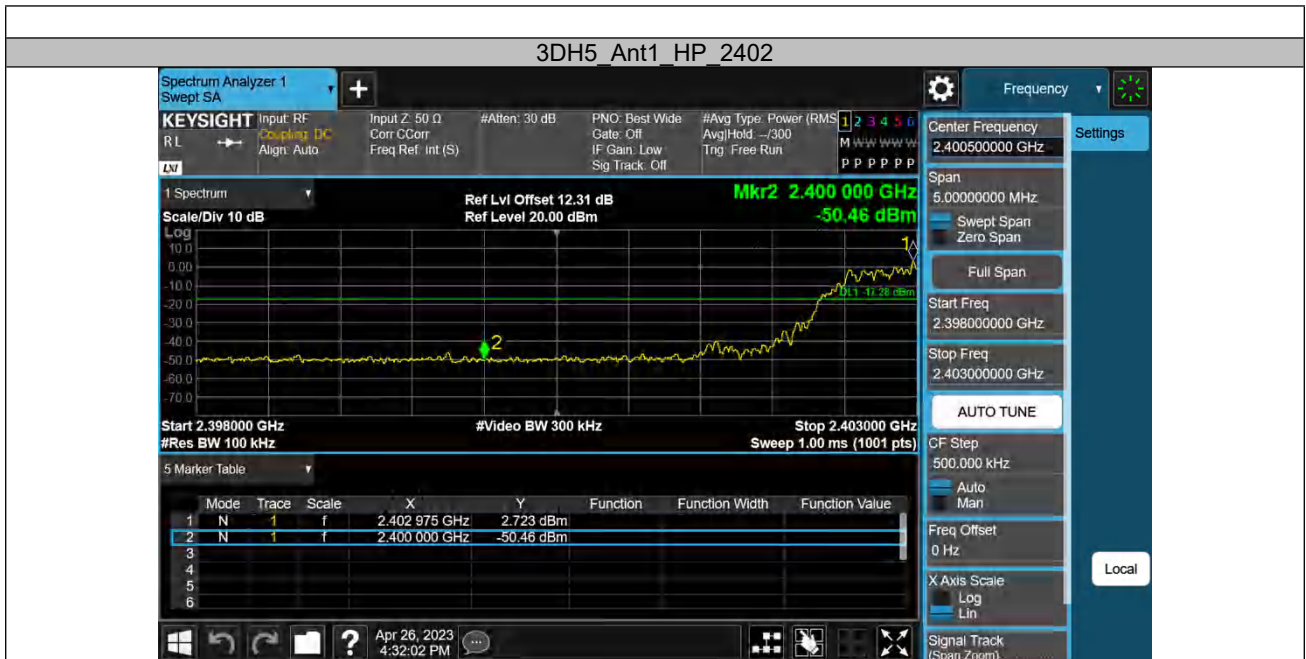 3DH5_Ant1_HP_2402
Spectrum Analyzer 1
Swept SA
+
Frequency
KEYSIGHT
RL
LXI
Input: RF
Coupling: DC
Align: Auto
Input Z: 50 Ω
Corr CCorr
Freq Ref: Int (S)
#Atten: 30 dB
PNO: Best Wide
Gate: Off
IF Gain: Low
Sig Track: Off
#Avg Type: Power (RMS
Avg|Hold: --/300
Trig: Free Run
1 2 3 4 5 6
M W W W W W
P P P P P P
Center Frequency
2.400500000 GHz
Settings
1 Spectrum
Scale/Div 10 dB
Ref Lvl Offset 12.31 dB
Ref Level 20.00 dBm
Mkr2 2.400 000 GHz
-50.46 dBm
Span
5.00000000 MHz
Swept Span
Zero Span
Log
10.0
0.00
-10.0
-20.0
-30.0
-40.0
-50.0
-60.0
-70.0
1
DL1 -17.28 dBm
2
Full Span
Start Freq
2.398000000 GHz
Stop Freq
2.403000000 GHz
AUTO TUNE
Start 2.398000 GHz
#Res BW 100 kHz
#Video BW 300 kHz
Stop 2.403000 GHz
Sweep 1.00 ms (1001 pts)
CF Step
500.000 kHz
Auto
Man
5 Marker Table
Mode Trace Scale X Y Function Function Width Function Value
1 N 1 f 2.402 975 GHz 2.723 dBm
2 N 1 f 2.400 000 GHz -50.46 dBm
3
4
5
6
Freq Offset
0 Hz
X Axis Scale
Log
Lin
Local
Signal Track
(Span Zoom)
?
Apr 26, 2023
4:32:02 PM